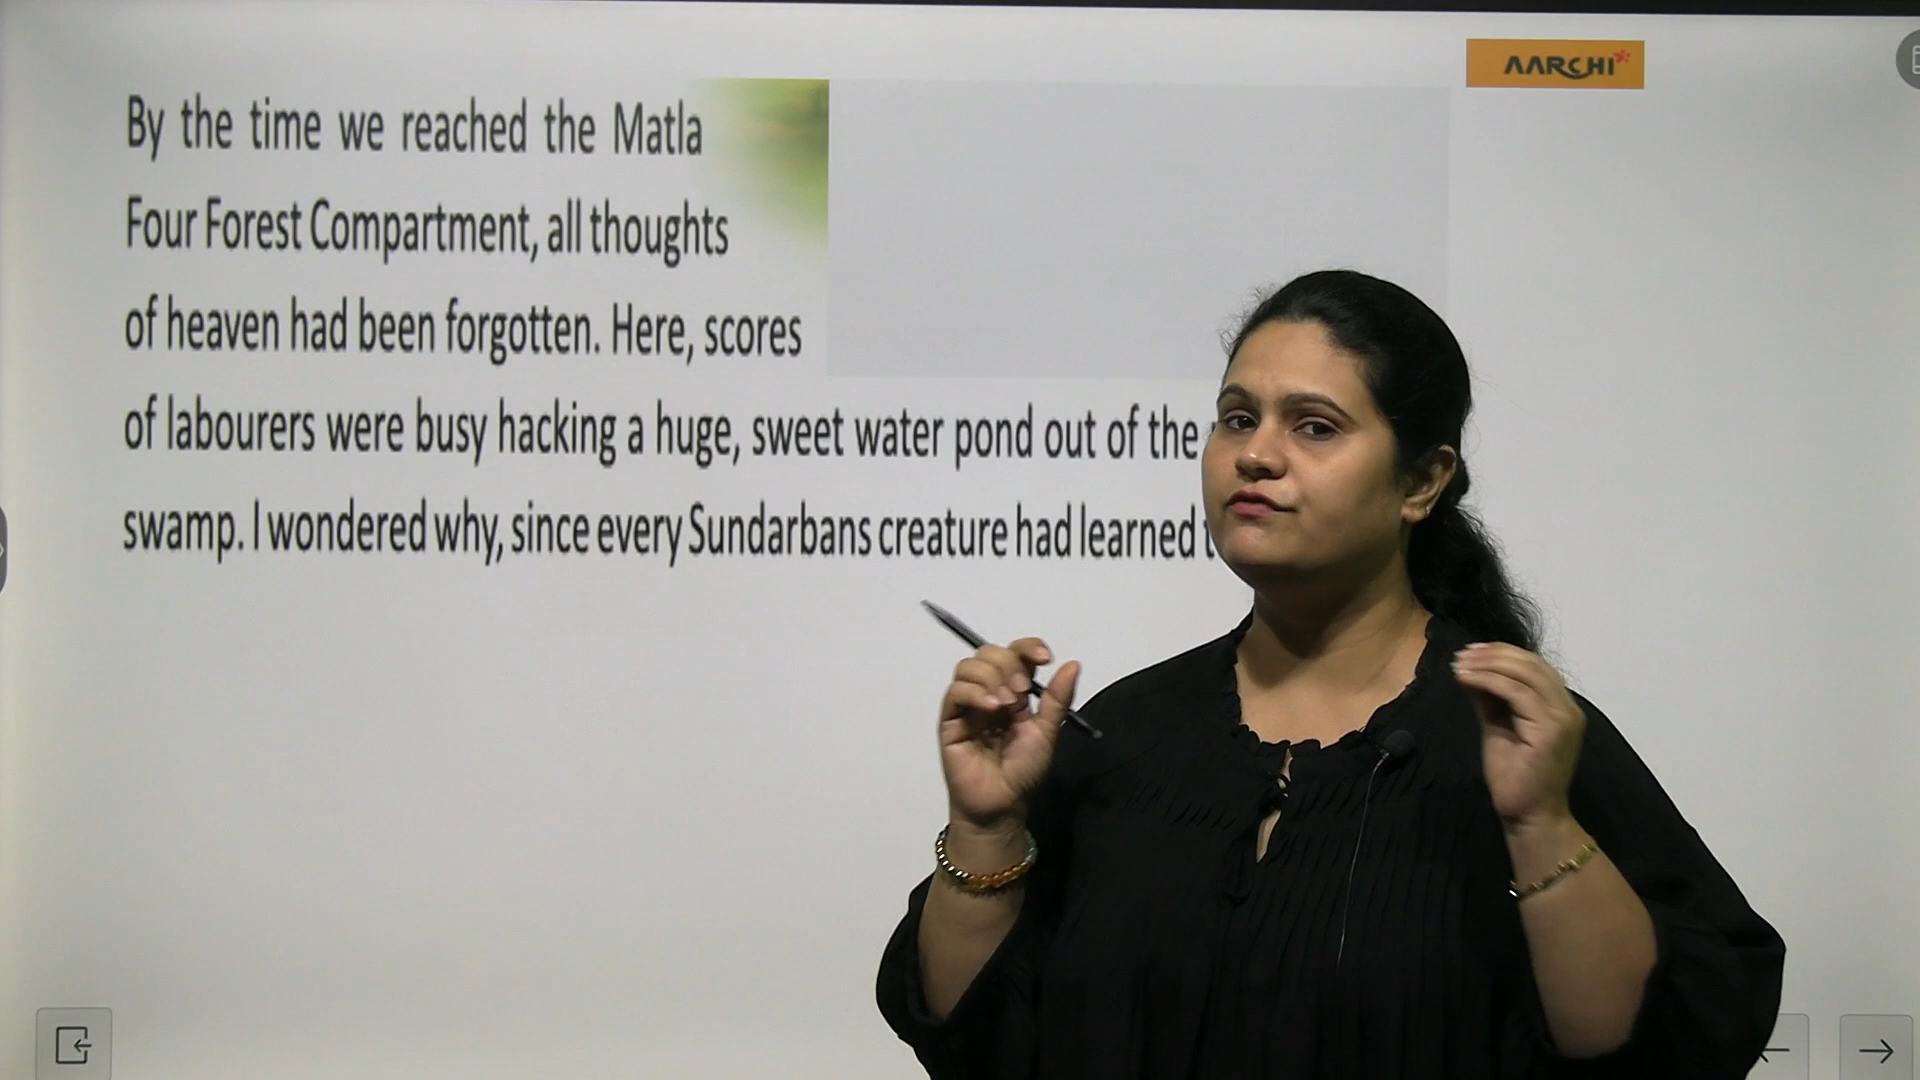 AARCHI
By the time we reached the Matla
Four Forest Compartment, all thoughts
of heaven had been forgotten. Here, scores
of labourers were busy hacking a huge, sweet water pond out of the
swamp. I wondered why, since every Sundarbans creature had learned